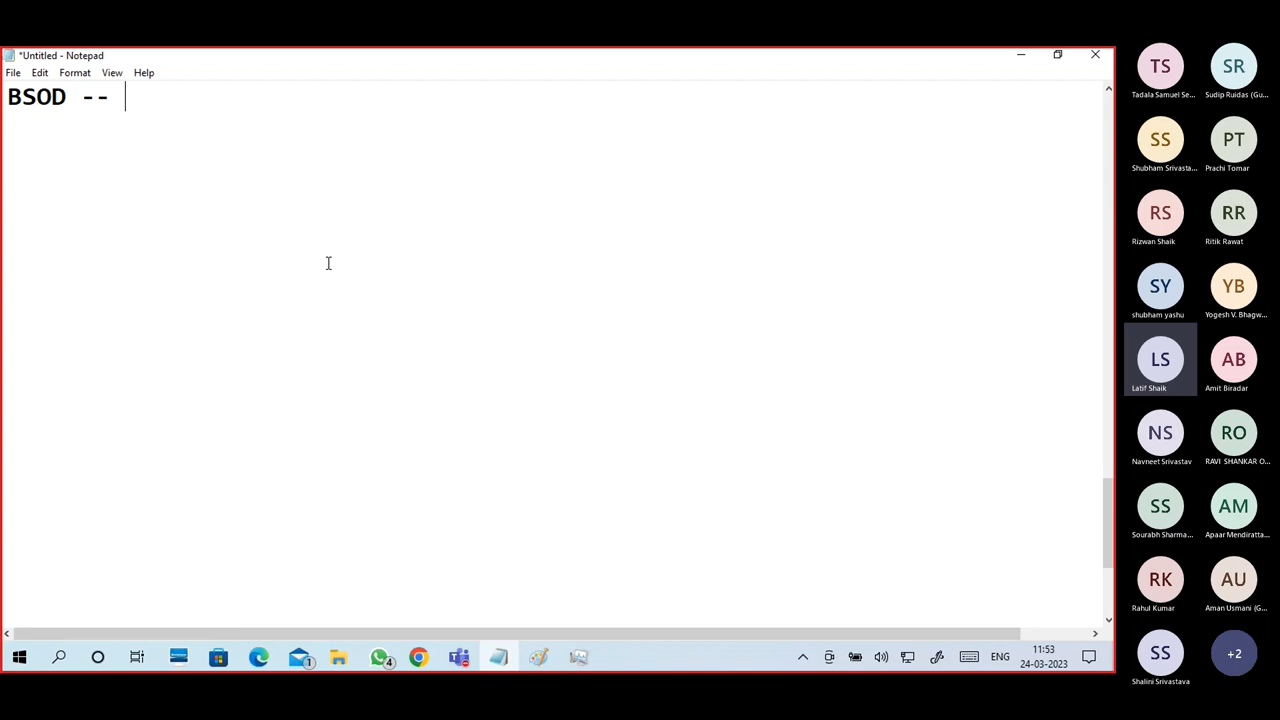 *Untitled - Notepad
File Edit Format View Help
BSOD --
ENG
11:53
24-03-2023
1
4
TS
Tadala Samuel Se...
SR
Sudip Ruidas (Gu...
SS
Shubham Srivasta...
PT
Prachi Tomar
RS
Rizwan Shaik
RR
Ritik Rawat
SY
shubham yashu
YB
Yogesh V. Bhagw...
LS
Latif Shaik
AB
Amit Biradar
NS
Navneet Srivastav
RO
RAVI SHANKAR O...
SS
Sourabh Sharma...
AM
Apaar Mendiratta...
RK
Rahul Kumar
AU
Aman Usmani (G...
SS
Shalini Srivastava
+2